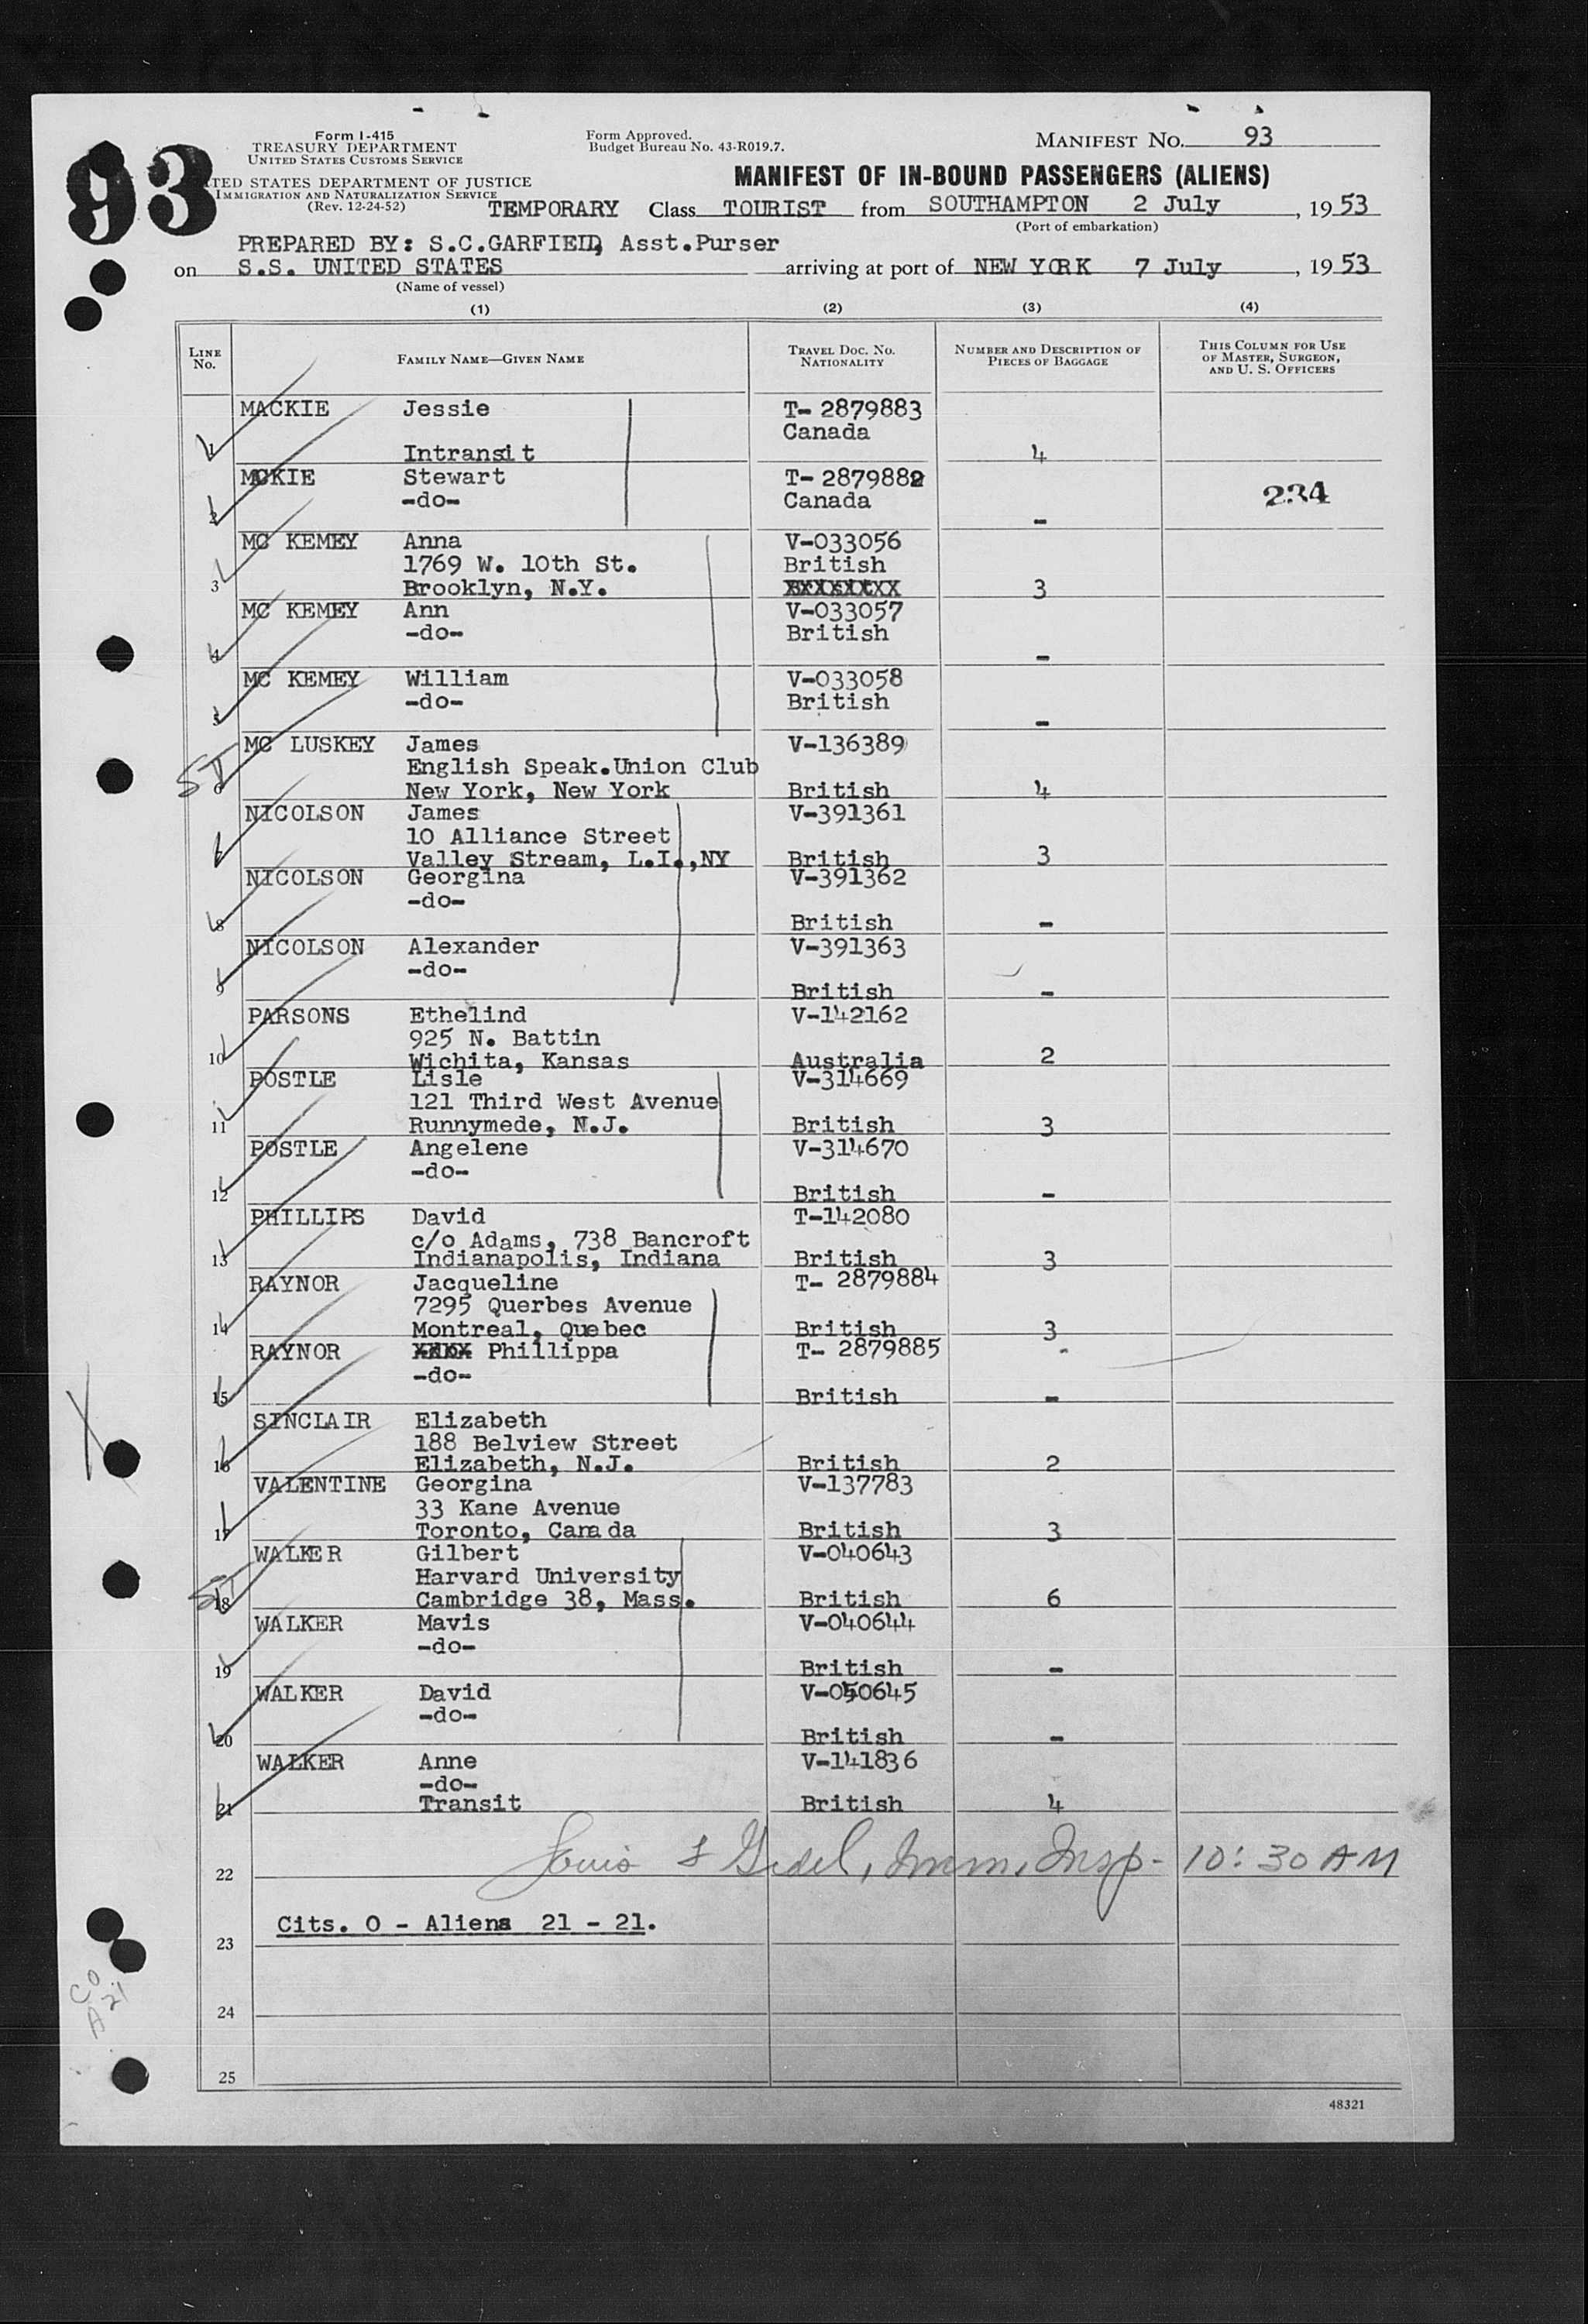 93
Form I-415
TREASURY DEPARTMENT
UNITED STATES CUSTOMS SERVICE
TED STATES DEPARTMENT OF JUSTICE
IMMIGRATION AND NATURALIZATION SERVICE
(Rev. 12-24-52)
Form Approved.
Budget Bureau No. 43-R019.7.
MANIFEST No. 93
MANIFEST OF IN-BOUND PASSENGERS (ALIENS)
TEMPORARY Class TOURIST from SOUTHAMPTON 2 July, 1953
(Port of embarkation)
PREPARED BY: S.C.GARFIELD, Asst.Purser
on S.S. UNITED STATES arriving at port of NEW YORK 7 July, 1953
(Name of vessel)
(1) (2) (3) (4)
LINE No. FAMILY NAME—GIVEN NAME TRAVEL DOC. No. NATIONALITY NUMBER AND DESCRIPTION OF PIECES OF BAGGAGE THIS COLUMN FOR USE OF MASTER, SURGEON, AND U. S. OFFICERS
MACKIE Jessie T- 2879883
Canada
1 Intransit 4
MCKIE Stewart T- 2879882
2 -do- Canada - 234
MC KEMEY Anna V-033056
1769 W. 10th St. British
3 Brooklyn, N.Y. 3
MC KEMEY Ann V-033057
4 -do- British -
MC KEMEY William V-033058
5 -do- British -
MC LUSKEY James V-136389
English Speak.Union Club
ST 6 New York, New York British 4
NICOLSON James V-391361
10 Alliance Street
7 Valley Stream, L.I.,NY British 3
NICOLSON Georgina V-391362
-do-
8 British -
NICOLSON Alexander V-391363
-do-
9 British -
PARSONS Ethelind V-142162
925 N. Battin
10 Wichita, Kansas Australia 2
POSTLE Lisle V-314669
121 Third West Avenue
11 Runnymede, N.J. British 3
POSTLE Angelene V-314670
-do-
12 British -
PHILLIPS David T-142080
c/o Adams, 738 Bancroft
13 Indianapolis, Indiana British 3
RAYNOR Jacqueline T- 2879884
7295 Querbes Avenue
14 Montreal, Quebec British 3
RAYNOR Phillippa T- 2879885
-do-
15 British -
SINCLAIR Elizabeth
188 Belview Street
16 Elizabeth, N.J. British 2
VALENTINE Georgina V-137783
33 Kane Avenue
17 Toronto, Canada British 3
WALKER Gilbert V-040643
Harvard University
ST 18 Cambridge 38, Mass. British 6
WALKER Mavis V-040644
-do-
19 British -
WALKER David V-050645
-do-
20 British -
WALKER Anne V-141836
-do-
21 Transit British 4
22 Louis Gidel, Imm. Insp- 10:30 AM
Cits. 0 - Aliens 21 - 21.
23
C 0
A 21
24
25
48321